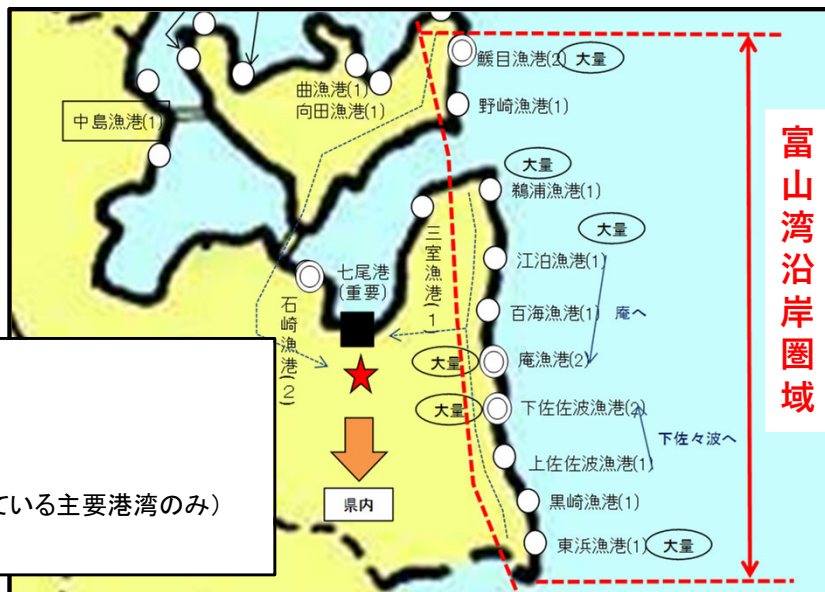 鰀目漁港(2)
大量
曲漁港(1)
向田漁港(1)
野崎漁港(1)
中島漁港(1)
大量
鵜浦漁港(1)
大量
三室漁港(1)
七尾港
(重要)
江泊漁港(1)
石崎漁港(2)
百海漁港(1)
庵へ
大量
庵漁港(2)
大量
下佐佐波漁港(2)
下佐々波へ
上佐佐波漁港(1)
県内
黒崎漁港(1)
東浜漁港(1)
大量
ている主要港湾のみ)
富山湾沿岸圏域